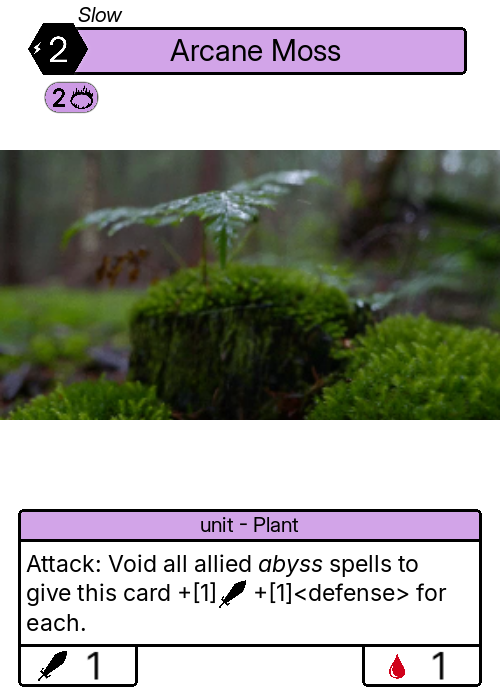 Slow
2
Arcane Moss
2
unit - Plant
Attack: Void all allied abyss spells to
give this card +[1] +[1]<defense> for
each.
1
1